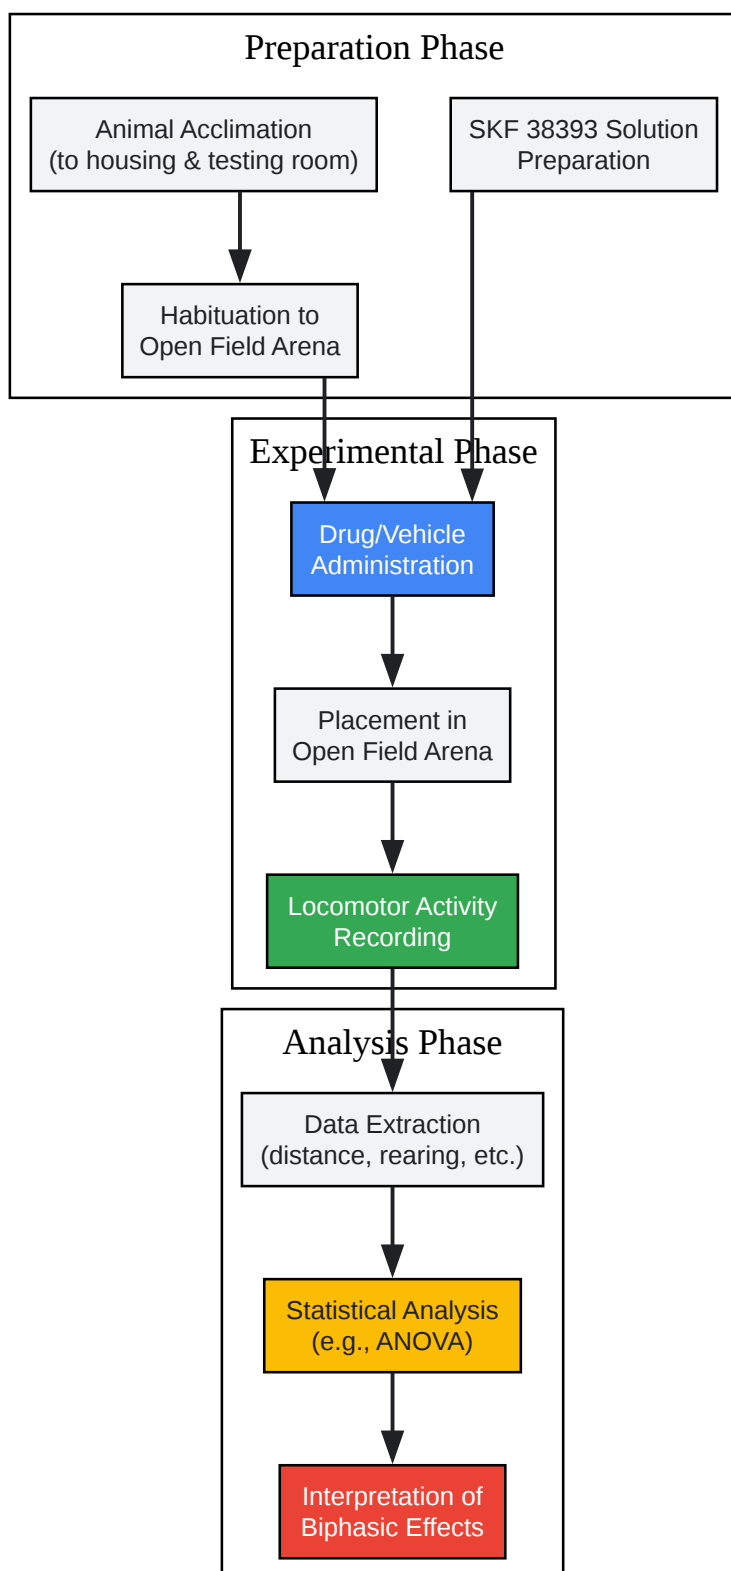 Preparation Phase
Animal Acclimation
(to housing & testing room)
SKF 38393 Solution
Preparation
Habituation to
Open Field Arena
Experimental Phase
Drug/Vehicle
Administration
Placement in
Open Field Arena
Locomotor Activity
Recording
Analysis Phase
Data Extraction
(distance, rearing, etc.)
Statistical Analysis
(e.g., ANOVA)
Interpretation of
Biphasic Effects